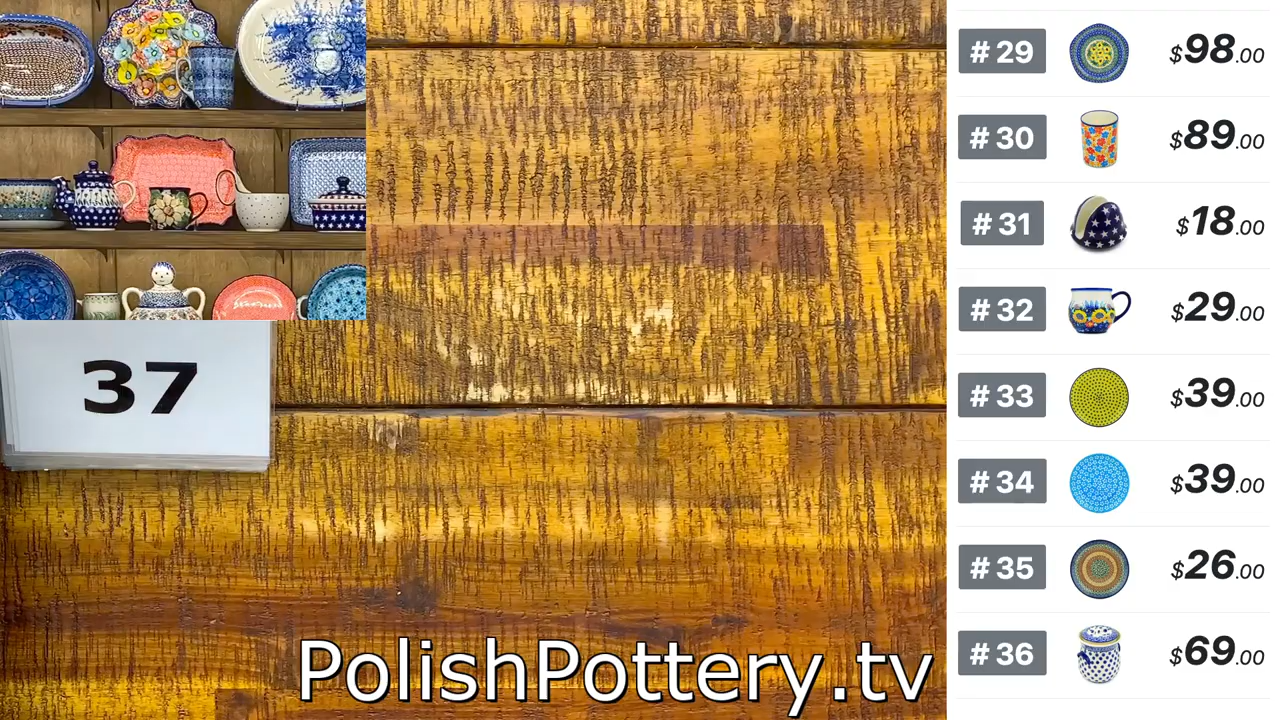 37
PolishPottery.tv
# 29 $98.00
# 30 $89.00
# 31 $18.00
# 32 $29.00
# 33 $39.00
# 34 $39.00
# 35 $26.00
# 36 $69.00